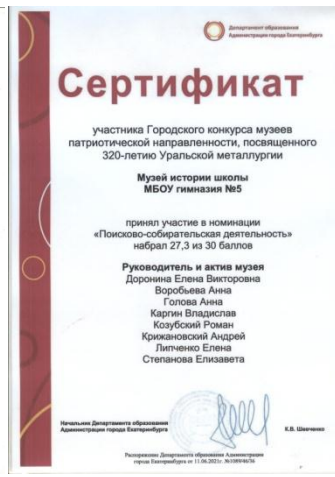 Департамент образования
Администрации города Екатеринбурга
Сертификат
участника Городского конкурса музеев
патриотической направленности, посвященного
320-летию Уральской металлургии
Музей истории школы
МБОУ гимназия №5
принял участие в номинации
«Поисково-собирательская деятельность»
набрал 27,3 из 30 баллов
Руководитель и актив музея
Доронина Елена Викторовна
Воробьева Анна
Голова Анна
Каргин Владислав
Козубский Роман
Крижановский Андрей
Липченко Елена
Степанова Елизавета
Начальник Департамента образования
Администрации города Екатеринбурга
К.В. Шевченко
Распоряжение Департамента образования Администрации
города Екатеринбурга от 11.06.2021г.